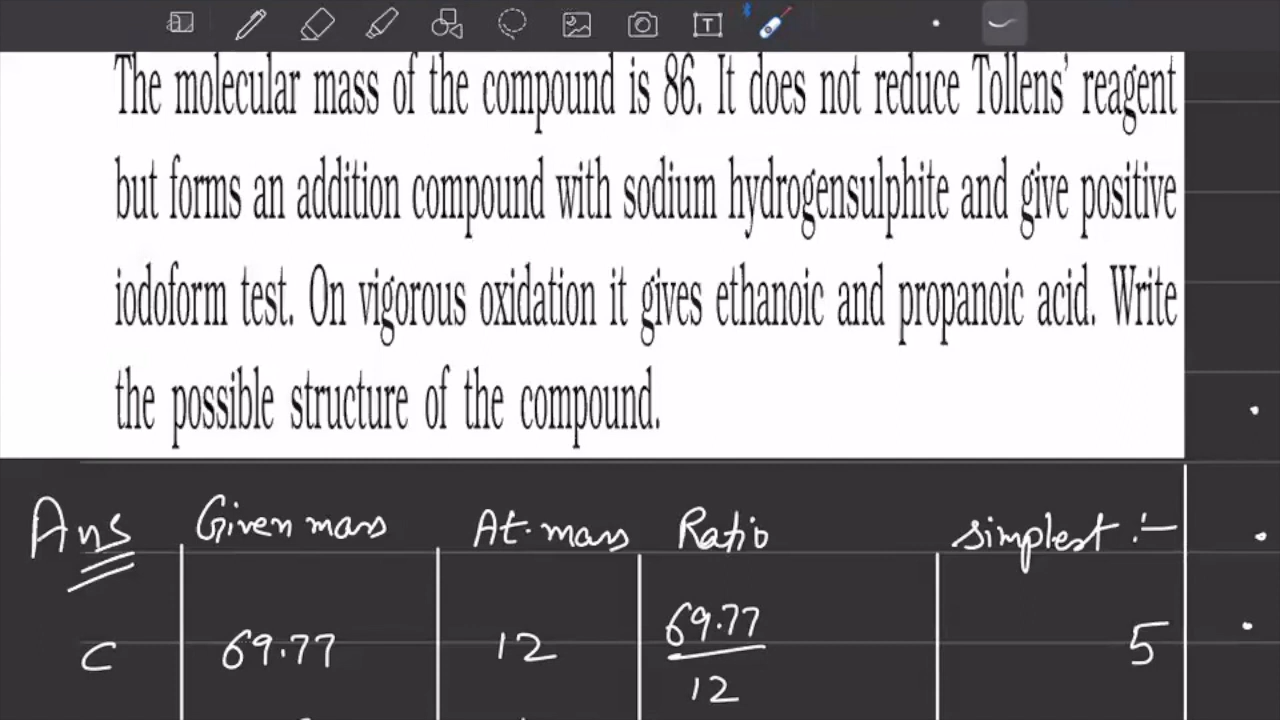 The molecular mass of the compound is 86. It does not reduce Tollens' reagent
but forms an addition compound with sodium hydrogensulphite and give positive
iodoform test. On vigorous oxidation it gives ethanoic and propanoic acid. Write
the possible structure of the compound.
Ans Given mass At. mass Ratio simplest :-
C 69.77 12 69.77/12 5